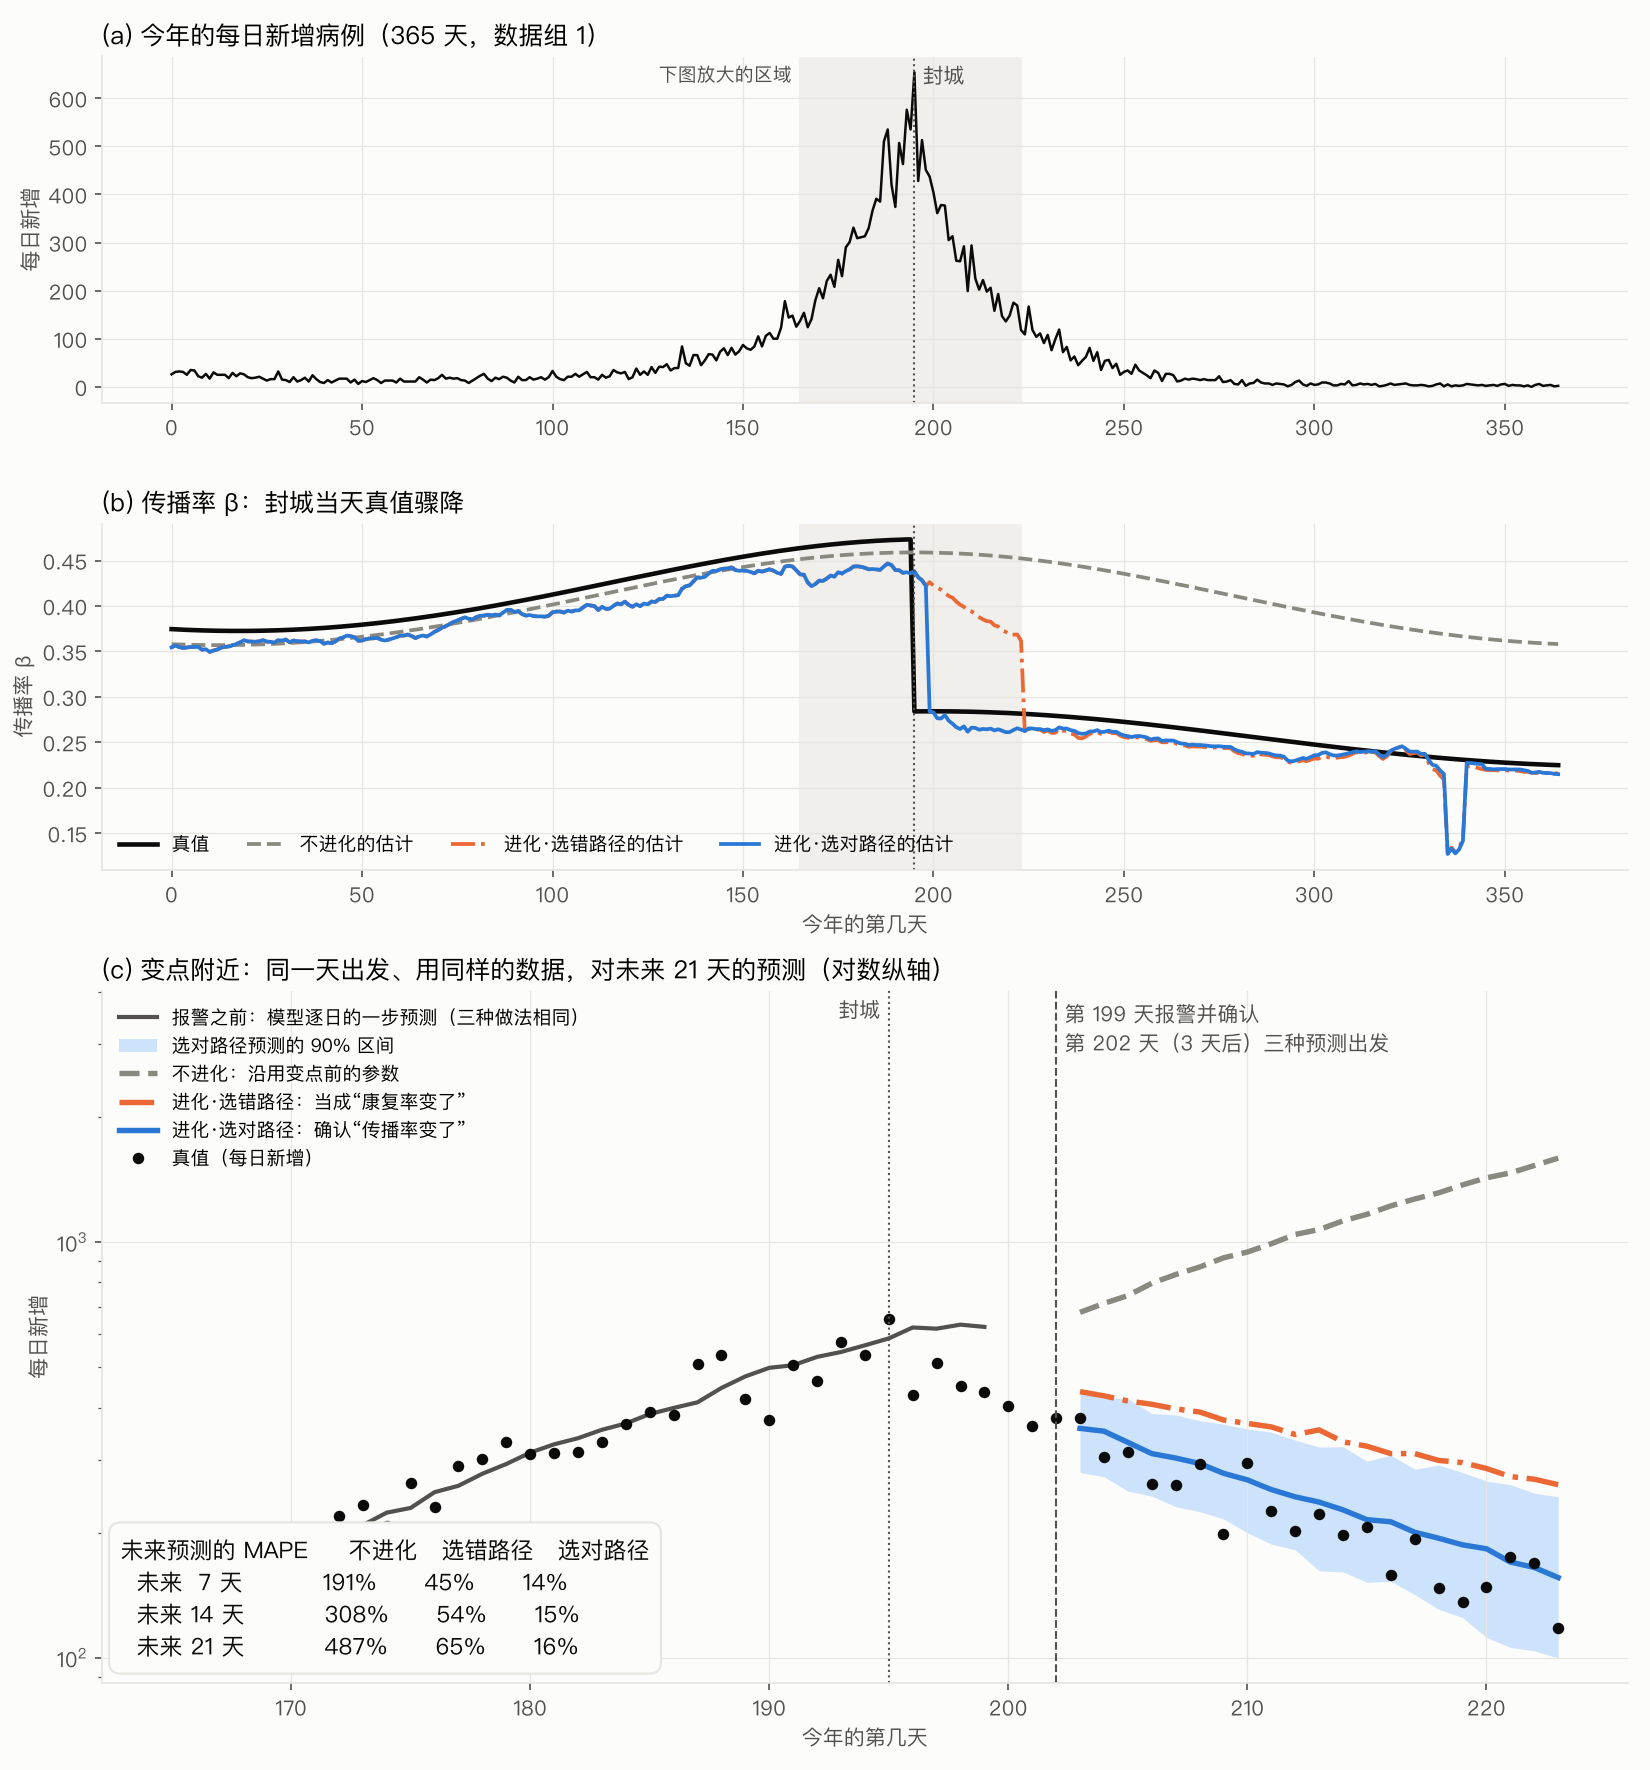 (a) 今年的每日新增病例（365 天，数据组 1）
下图放大的区域
封城
600
500
400
300
200
100
0
每日新增
0 50 100 150 200 250 300 350
(b) 传播率 β：封城当天真值骤降
0.45
0.40
0.35
0.30
0.25
0.20
0.15
传播率 β
真值 不进化的估计 进化·选错路径的估计 进化·选对路径的估计
0 50 100 150 200 250 300 350
今年的第几天
(c) 变点附近：同一天出发、用同样的数据，对未来 21 天的预测（对数纵轴）
报警之前：模型逐日的一步预测（三种做法相同）
选对路径预测的 90% 区间
不进化：沿用变点前的参数
进化·选错路径：当成“康复率变了”
进化·选对路径：确认“传播率变了”
真值（每日新增）
封城
第 199 天报警并确认
第 202 天（3 天后）三种预测出发
10³
10²
每日新增
未来预测的 MAPE 不进化 选错路径 选对路径
未来 7 天 191% 45% 14%
未来 14 天 308% 54% 15%
未来 21 天 487% 65% 16%
170 180 190 200 210 220
今年的第几天